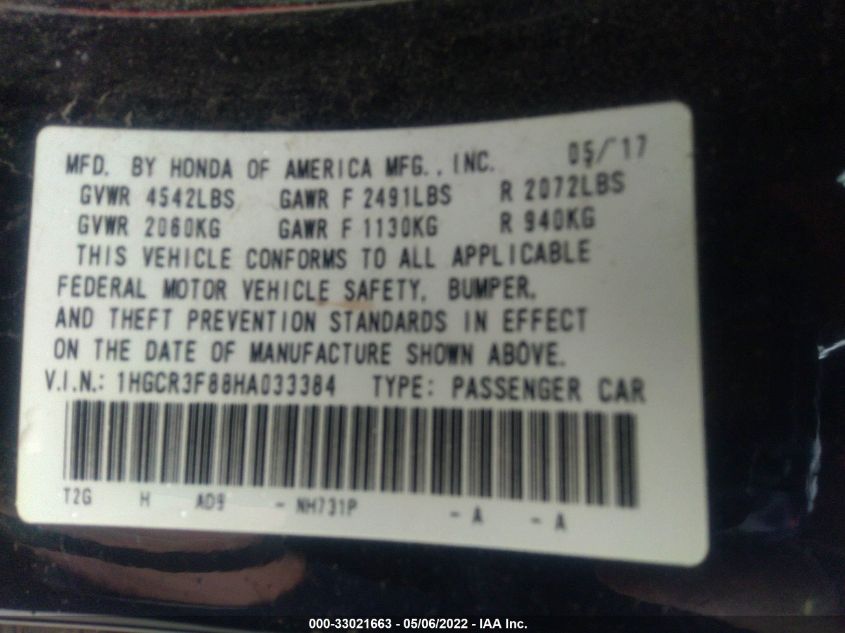 MFD. BY HONDA OF AMERICA MFG., INC. 05/17
GVWR 4542LBS GAWR F 2491LBS R 2072LBS
GVWR 2060KG GAWR F 1130KG R 940KG
THIS VEHICLE CONFORMS TO ALL APPLICABLE
FEDERAL MOTOR VEHICLE SAFETY, BUMPER,
AND THEFT PREVENTION STANDARDS IN EFFECT
ON THE DATE OF MANUFACTURE SHOWN ABOVE.
V.I.N.: 1HGCR3F88HA033384 TYPE: PASSENGER CAR
T2G H AD9 - NH731P - A - A
000-33021663 - 05/06/2022 - IAA Inc.